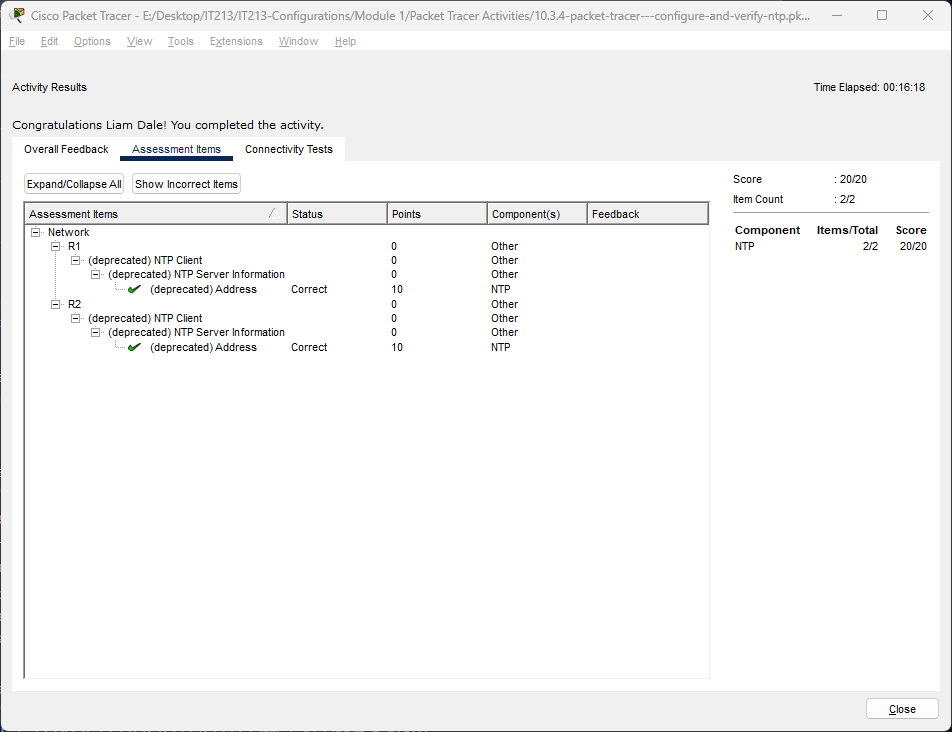 Cisco Packet Tracer - E:/Desktop/IT213/IT213-Configurations/Module 1/Packet Tracer Activities/10.3.4-packet-tracer---configure-and-verify-ntp.pk...
File Edit Options View Tools Extensions Window Help
Activity Results Time Elapsed: 00:16:18
Congratulations Liam Dale! You completed the activity.
Overall Feedback Assessment Items Connectivity Tests
Expand/Collapse All Show Incorrect Items
Assessment Items Status Points Component(s) Feedback
Network
R1 0 Other
(deprecated) NTP Client 0 Other
(deprecated) NTP Server Information 0 Other
(deprecated) Address Correct 10 NTP
R2 0 Other
(deprecated) NTP Client 0 Other
(deprecated) NTP Server Information 0 Other
(deprecated) Address Correct 10 NTP
Score : 20/20
Item Count : 2/2
Component Items/Total Score
NTP 2/2 20/20
Close